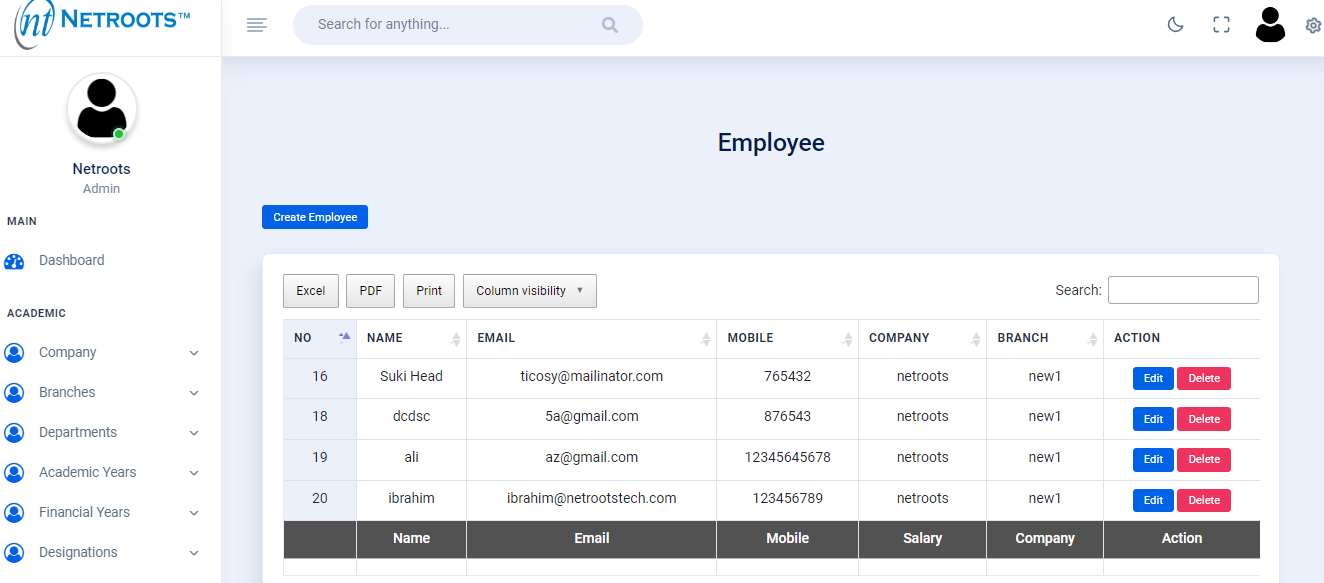 nt NETROOTS™
Search for anything...
Netroots
Admin
MAIN
Dashboard
ACADEMIC
Company
Branches
Departments
Academic Years
Financial Years
Designations
Employee
Create Employee
Excel PDF Print Column visibility Search:
NO NAME EMAIL MOBILE COMPANY BRANCH ACTION
16 Suki Head ticosy@mailinator.com 765432 netroots new1 Edit Delete
18 dcdsc 5a@gmail.com 876543 netroots new1 Edit Delete
19 ali az@gmail.com 12345645678 netroots new1 Edit Delete
20 ibrahim ibrahim@netrootstech.com 123456789 netroots new1 Edit Delete
Name Email Mobile Salary Company Action